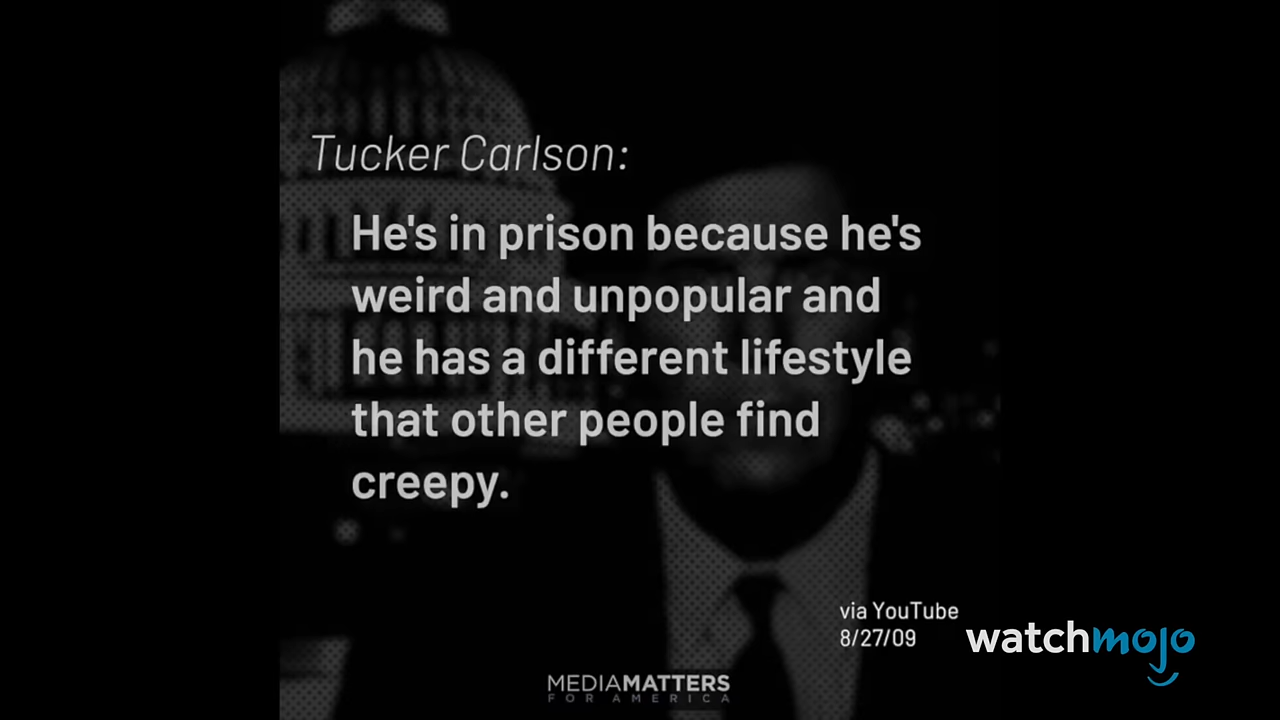 Tucker Carlson:
He's in prison because he's
weird and unpopular and
he has a different lifestyle
that other people find
creepy.
via YouTube
8/27/09
watchmojo
MEDIAMATTERS
FOR AMERICA